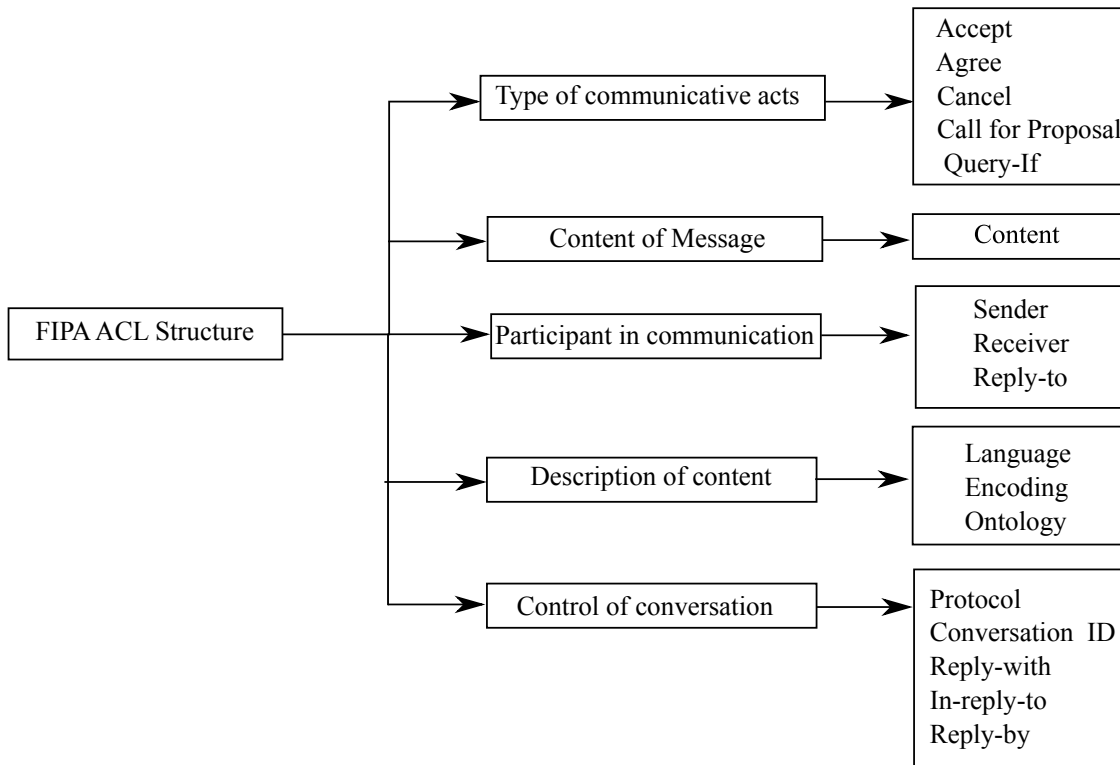 FIPA ACL Structure
Type of communicative acts
Accept
Agree
Cancel
Call for Proposal
Query-If
Content of Message
Content
Participant in communication
Sender
Receiver
Reply-to
Description of content
Language
Encoding
Ontology
Control of conversation
Protocol
Conversation ID
Reply-with
In-reply-to
Reply-by